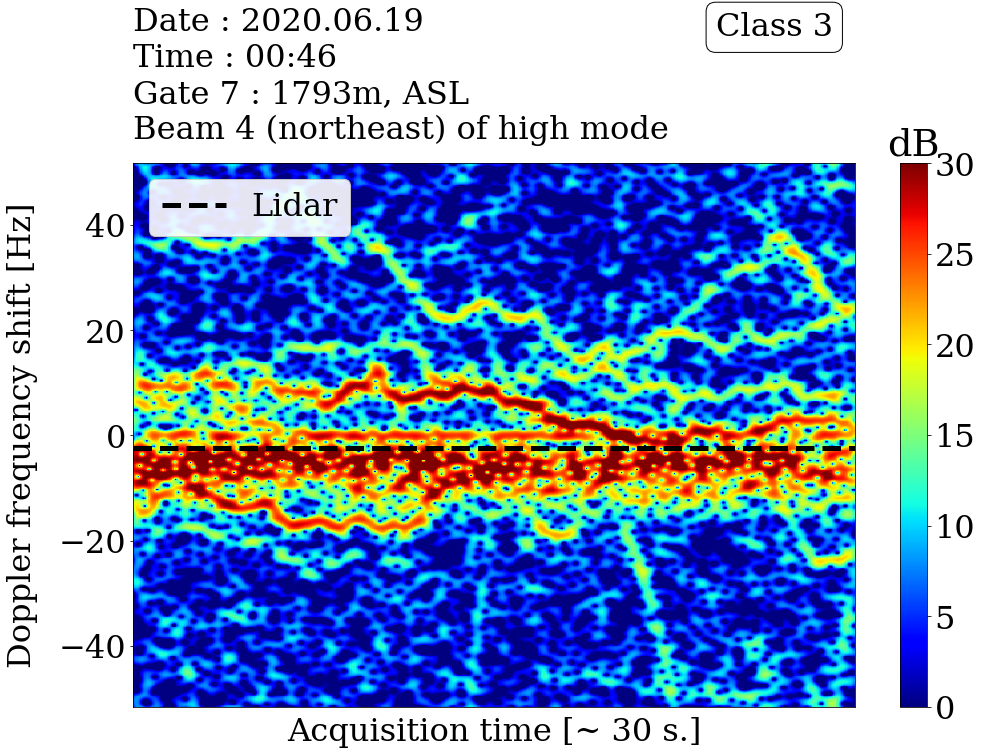 Date : 2020.06.19
Time : 00:46
Gate 7 : 1793m, ASL
Beam 4 (northeast) of high mode
Class 3
dB
Lidar
Doppler frequency shift [Hz]
40
20
0
−20
−40
30
25
20
15
10
5
0
Acquisition time [~ 30 s.]